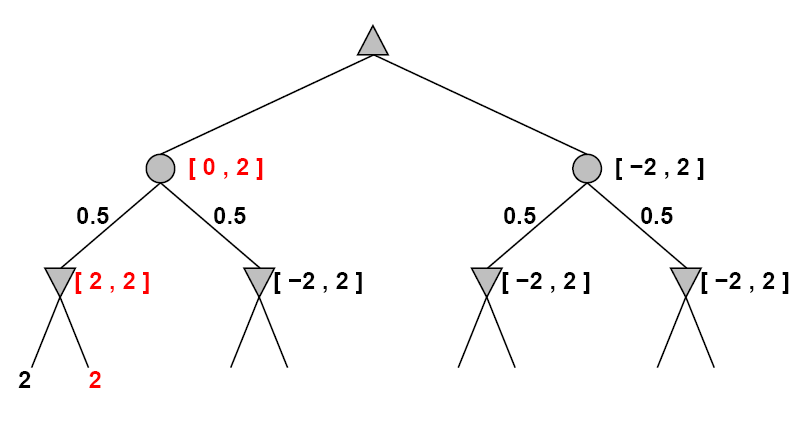 [ 0 , 2 ] [ −2 , 2 ]
0.5 0.5 0.5 0.5
[ 2 , 2 ] [ −2 , 2 ] [ −2 , 2 ] [ −2 , 2 ]
2 2